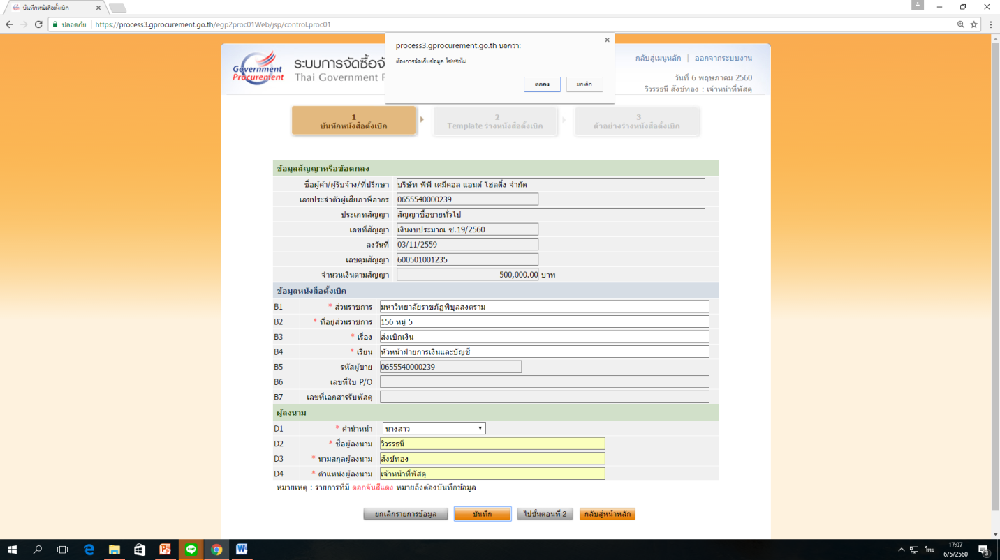 บันทึกหนังสือตั้งเบิก
ปลอดภัย | https://process3.gprocurement.go.th/egp2proc01Web/jsp/control.proc01
process3.gprocurement.go.th บอกว่า:
ต้องการจัดเก็บข้อมูล ใช่หรือไม่
ตกลง ยกเลิก
Government Procurement
ระบบการจัดซื้อจั
Thai Government P
กลับสู่เมนูหลัก | ออกจากระบบงาน
วันที่ 6 พฤษภาคม 2560
วิวรรธนี สังข์ทอง : เจ้าหน้าที่พัสดุ
1 บันทึกหนังสือตั้งเบิก
2 Template ร่างหนังสือตั้งเบิก
3 ตัวอย่างร่างหนังสือตั้งเบิก
ข้อมูลสัญญาหรือข้อตกลง
ชื่อผู้ค้า/ผู้รับจ้าง/ที่ปรึกษา บริษัท พีพี เคมีคอล แอนด์ โฮลดิ้ง จำกัด
เลขประจำตัวผู้เสียภาษีอากร 0655540000239
ประเภทสัญญา สัญญาซื้อขายทั่วไป
เลขที่สัญญา เงินงบประมาณ ซ.19/2560
ลงวันที่ 03/11/2559
เลขคุมสัญญา 600501001235
จำนวนเงินตามสัญญา 500,000.00 บาท
ข้อมูลหนังสือตั้งเบิก
B1 * ส่วนราชการ มหาวิทยาลัยราชภัฏพิบูลสงคราม
B2 * ที่อยู่ส่วนราชการ 156 หมู่ 5
B3 * เรื่อง ส่งเบิกเงิน
B4 * เรียน หัวหน้าฝ่ายการเงินและบัญชี
B5 รหัสผู้ขาย 0655540000239
B6 เลขที่ใบ P/O
B7 เลขที่เอกสารรับพัสดุ
ผู้ลงนาม
D1 * คำนำหน้า นางสาว
D2 * ชื่อผู้ลงนาม วิวรรธนี
D3 * นามสกุลผู้ลงนาม สังข์ทอง
D4 * ตำแหน่งผู้ลงนาม เจ้าหน้าที่พัสดุ
หมายเหตุ : รายการที่มี ดอกจันสีแดง หมายถึงต้องบันทึกข้อมูล
ยกเลิกรายการข้อมูล บันทึก ไปขั้นตอนที่ 2 กลับสู่หน้าหลัก
ไทย 17:07
6/5/2560 3